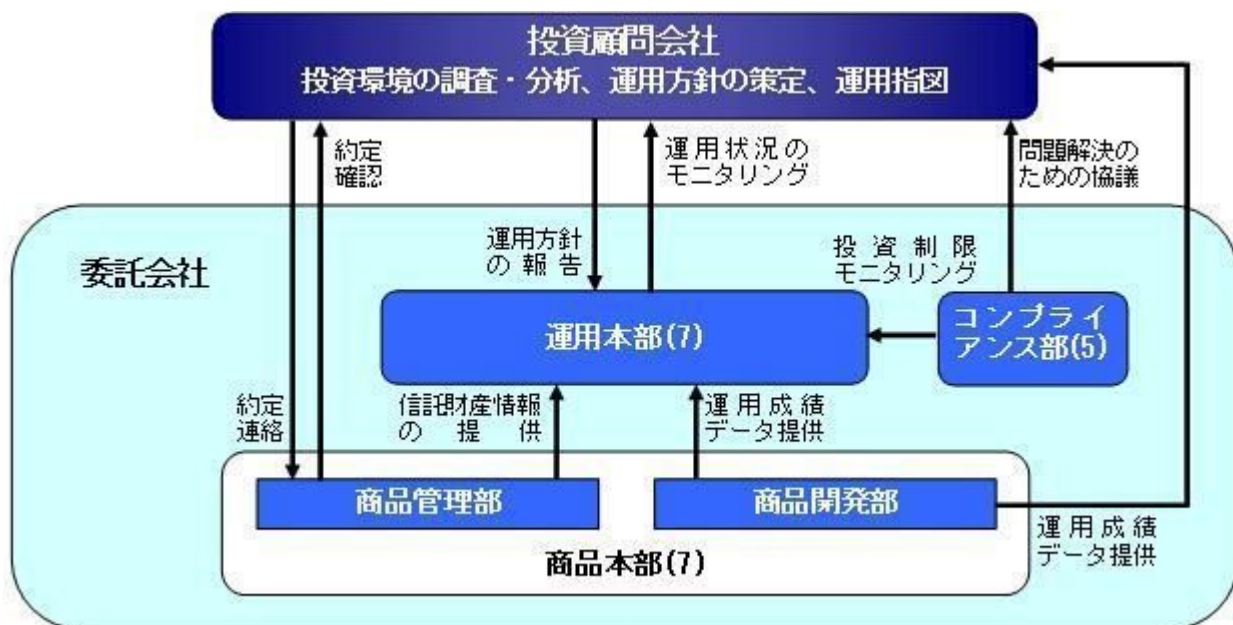 投資顧問会社
投資環境の調査・分析、運用方針の策定、運用指図
約定
確認
運用状況の
モニタリング
問題解決の
ための協議
委託会社
運用方針
の報告
投資制限
モニタリング
運用本部(7)
コンプライ
アンス部(5)
約定
連絡
信託財産情報
の提供
運用成績
データ提供
商品管理部
商品開発部
運用成績
データ提供
商品本部(7)